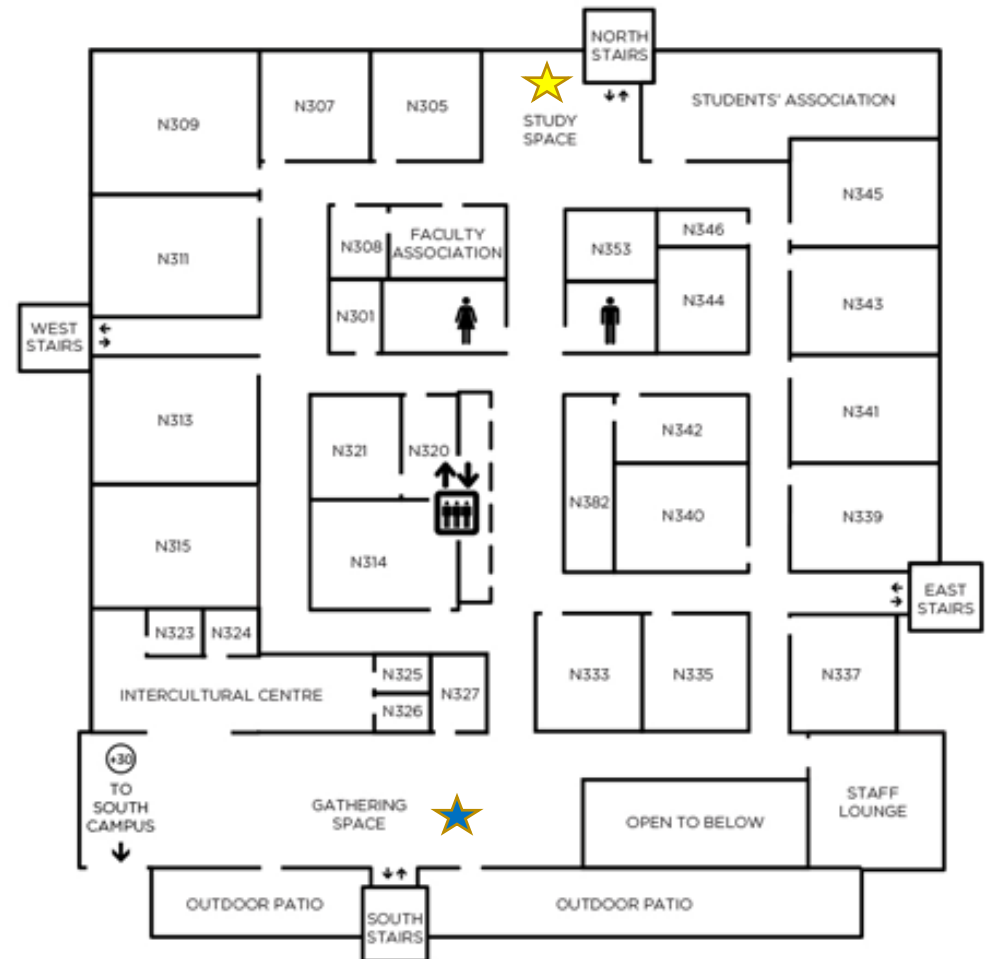 NORTH
STAIRS
N309
N307
N305
STUDY
SPACE
STUDENTS' ASSOCIATION
N345
N311
N308
FACULTY
ASSOCIATION
N353
N346
N344
N343
WEST
STAIRS
N301
N313
N321
N320
N342
N341
N315
N314
N382
N340
N339
EAST
STAIRS
N323
N324
INTERCULTURAL CENTRE
N325
N326
N327
N333
N335
N337
+30
TO
SOUTH
CAMPUS
GATHERING
SPACE
OPEN TO BELOW
STAFF
LOUNGE
OUTDOOR PATIO
SOUTH
STAIRS
OUTDOOR PATIO